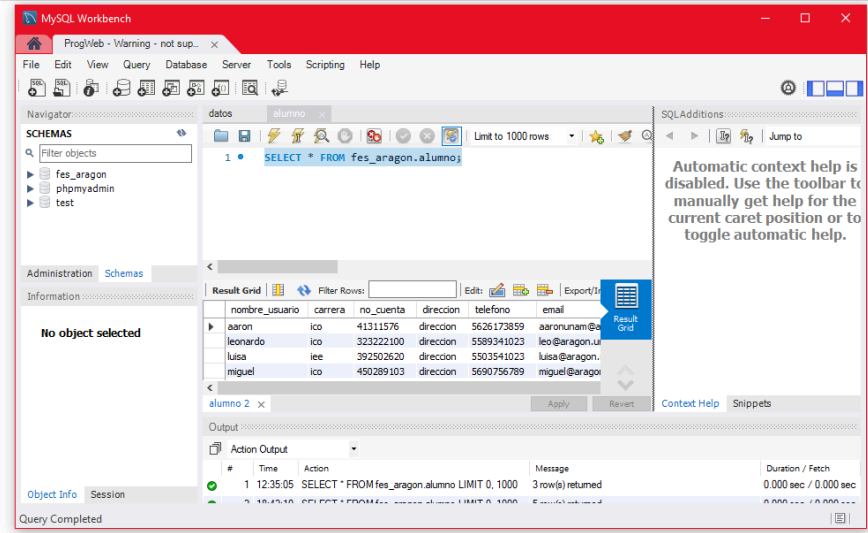 MySQL Workbench
ProgWeb - Warning - not sup... ×
File Edit View Query Database Server Tools Scripting Help
Navigator
SCHEMAS
Filter objects
fes_aragon
phpmyadmin
test
Administration Schemas
Information
No object selected
Object Info Session
datos alumno ×
Limit to 1000 rows
1 SELECT * FROM fes_aragon.alumno;
Result Grid Filter Rows: Edit: Export/I
nombre_usuario carrera no_cuenta direccion telefono email
aaron ico 41311576 direccion 5626173859 aaronunam@a
leonardo ico 323222100 direccion 5589341023 leo@aragon.u
luisa iee 392502620 direccion 5503541023 luisa@aragon.
miguel ico 450289103 direccion 5690756789 miguel@arago
Result
Grid
alumno 2 × Apply Revert
SQLAdditions
Jump to
Automatic context help is
disabled. Use the toolbar to
manually get help for the
current caret position or to
toggle automatic help.
Context Help Snippets
Output
Action Output
# Time Action Message Duration / Fetch
1 12:35:05 SELECT * FROM fes_aragon.alumno LIMIT 0, 1000 3 row(s) returned 0.000 sec / 0.000 sec
Query Completed